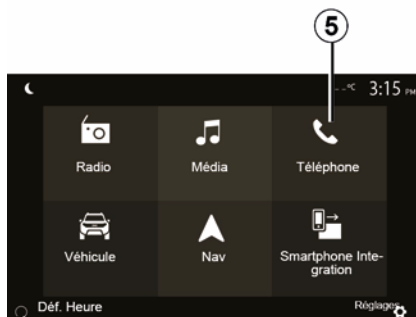 5
--°C 3:15 PM
Radio
Média
Téléphone
Véhicule
Nav
Smartphone Inte-
gration
Déf. Heure
Réglages